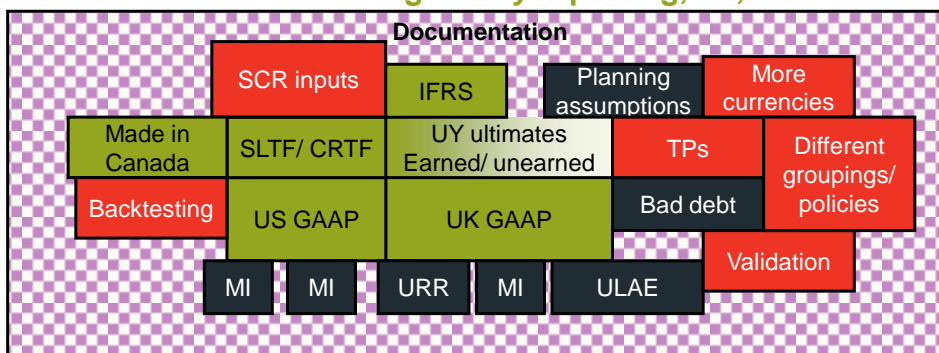 Documentation
SCR inputs
IFRS
Planning
assumptions
More
currencies
Made in
Canada
SLTF/ CRTF
UY ultimates
Earned/ unearned
TPs
Different
groupings/
policies
Backtesting
US GAAP
UK GAAP
Bad debt
Validation
MI
MI
URR
MI
ULAE